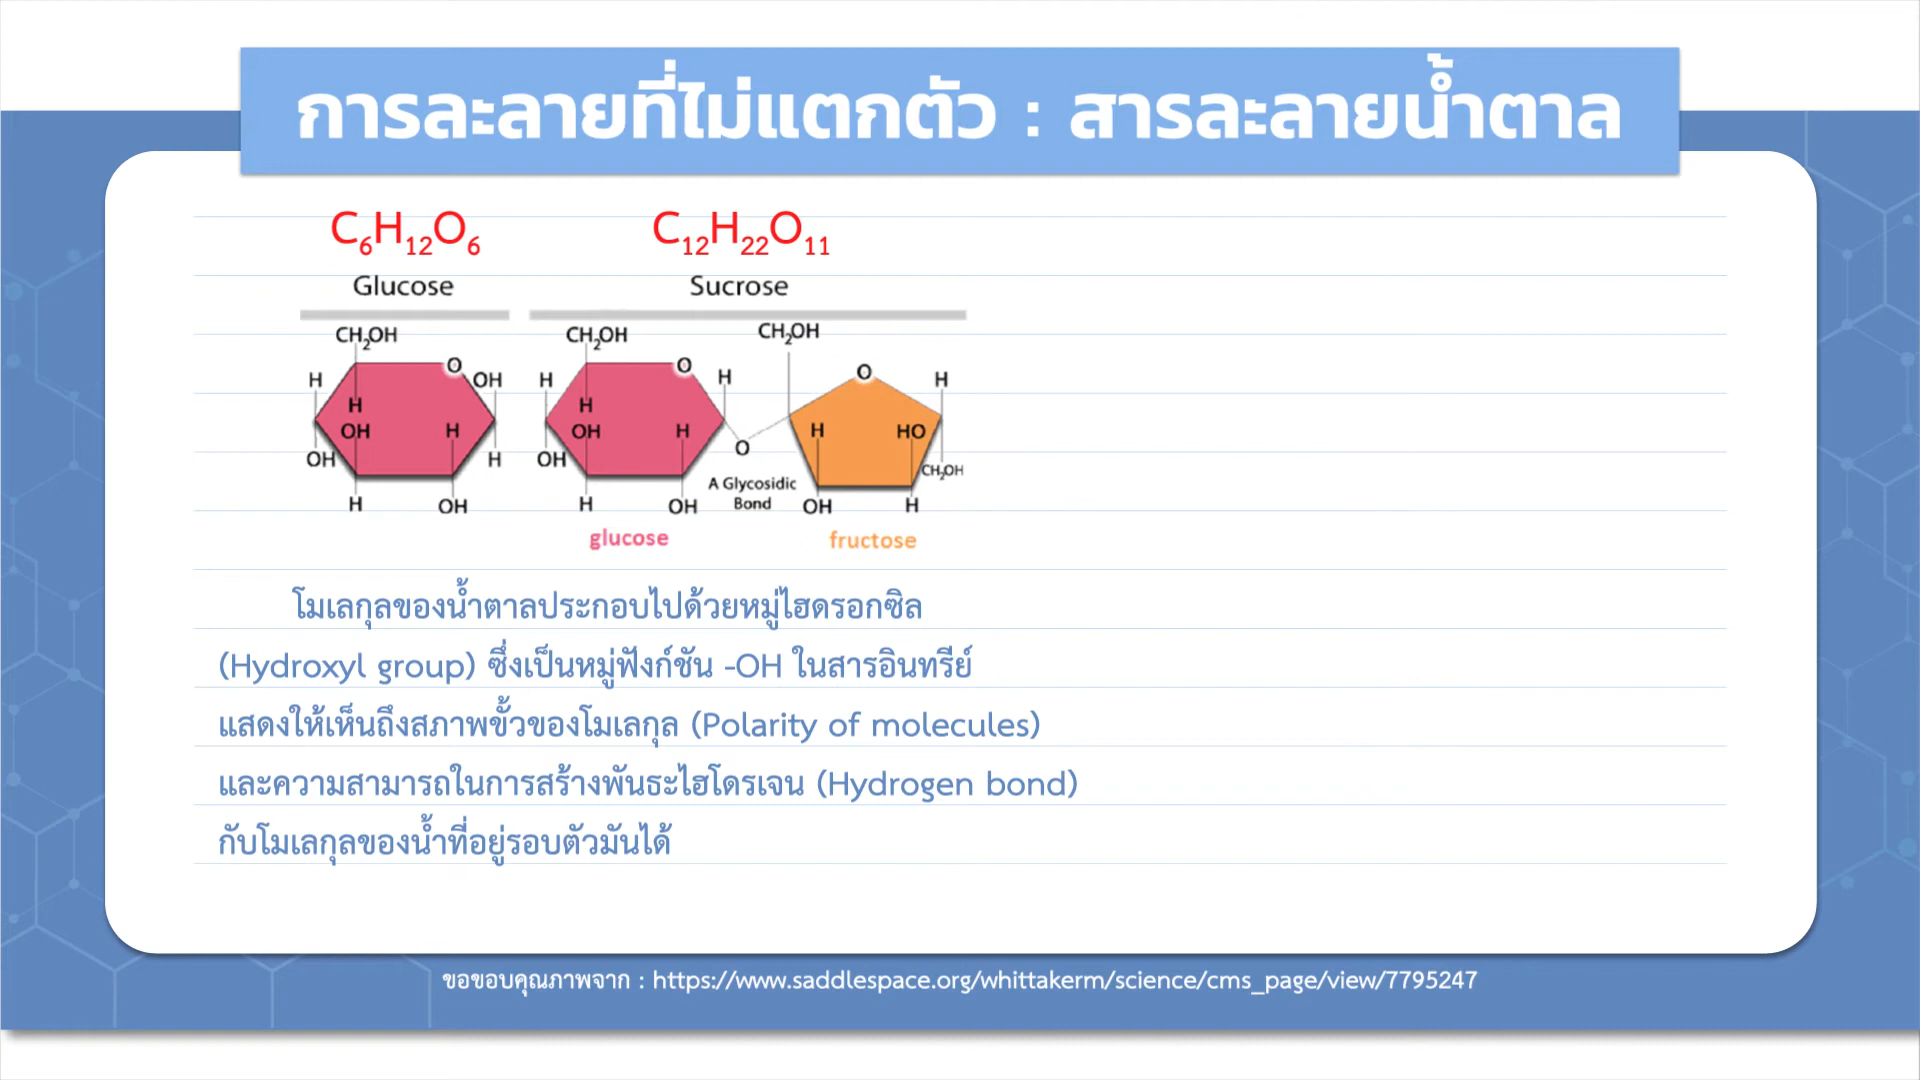 การละลายที่ไม่แตกตัว : สารละลายน้ำตาล
C6H12O6 C12H22O11
Glucose Sucrose
CH2OH CH2OH CH2OH
H O OH H O H O H
H OH H H OH H H HO
OH H OH O CH2OH
H OH H OH A Glycosidic Bond OH H
glucose fructose
โมเลกุลของน้ำตาลประกอบไปด้วยหมู่ไฮดรอกซิล
(Hydroxyl group) ซึ่งเป็นหมู่ฟังก์ชัน -OH ในสารอินทรีย์
แสดงให้เห็นถึงสภาพขั้วของโมเลกุล (Polarity of molecules)
และความสามารถในการสร้างพันธะไฮโดรเจน (Hydrogen bond)
กับโมเลกุลของน้ำที่อยู่รอบตัวมันได้
ขอขอบคุณภาพจาก : https://www.saddlespace.org/whittakerm/science/cms_page/view/7795247